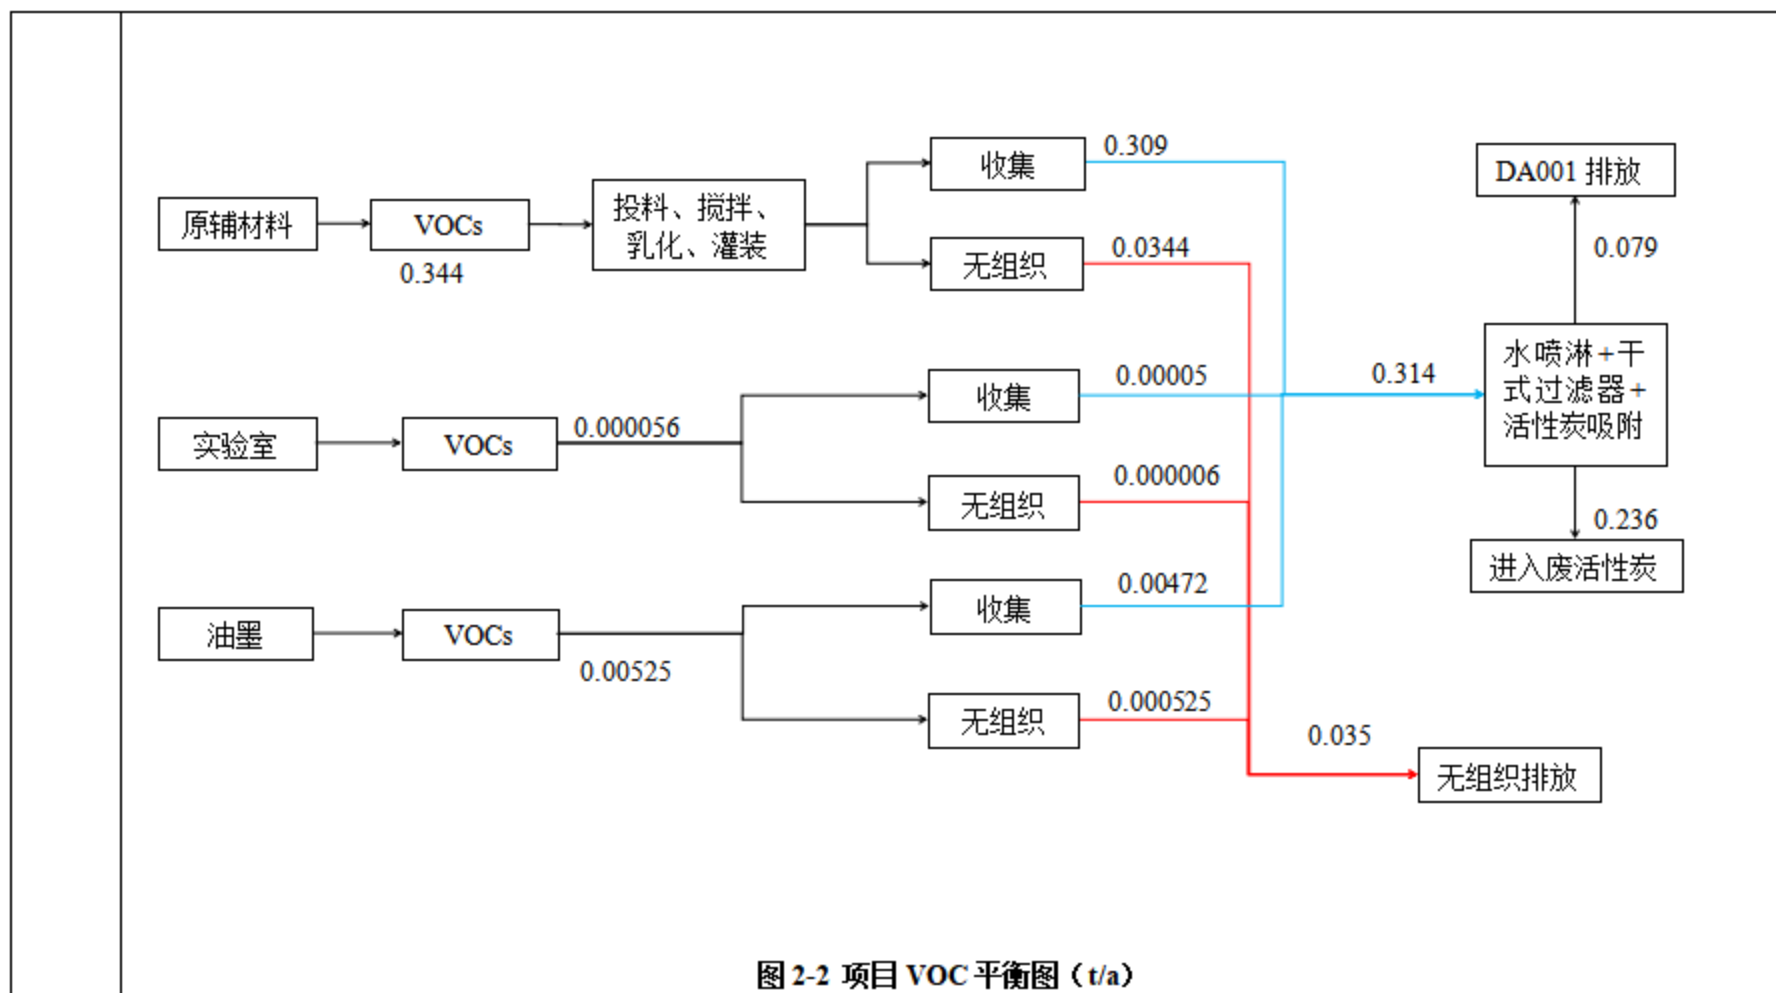 原辅材料
VOCs
0.344
投料、搅拌、
乳化、灌装
收集
0.309
无组织
0.0344
实验室
VOCs
0.000056
收集
0.00005
无组织
0.000006
油墨
VOCs
0.00525
收集
0.00472
无组织
0.000525
0.314
水喷淋+干
式过滤器+
活性炭吸附
DA001 排放
0.079
0.236
进入废活性炭
0.035
无组织排放
图 2-2 项目 VOC 平衡图（t/a）